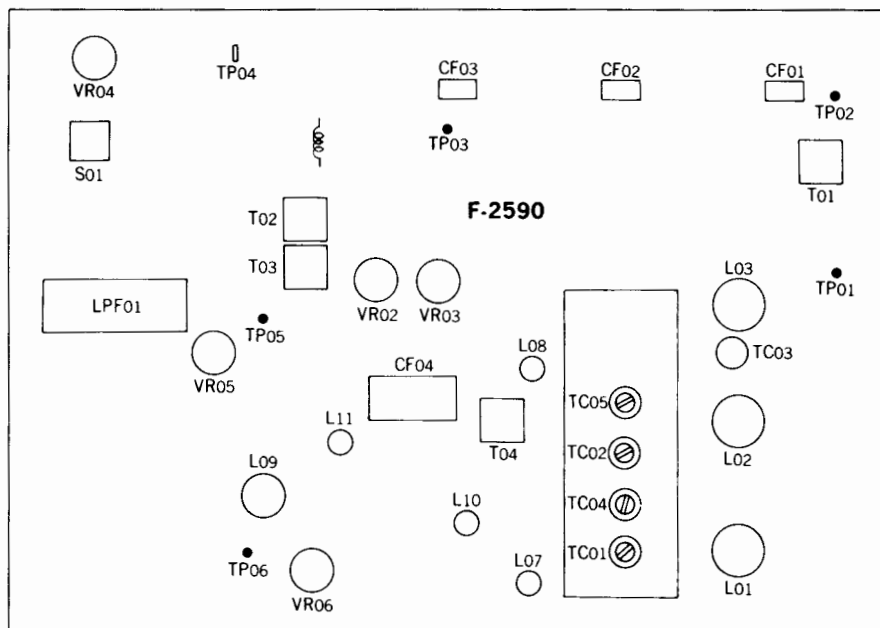 VR04
TP04
CF03
CF02
CF01
TP02
S01
TP03
T01
T02
F-2590
T03
L03
TP01
LPF01
TP05
VR02
VR03
L08
TC03
VR05
CF04
TC05
L11
T04
L02
TC02
L09
TC04
L10
TC01
TP06
L07
VR06
L01